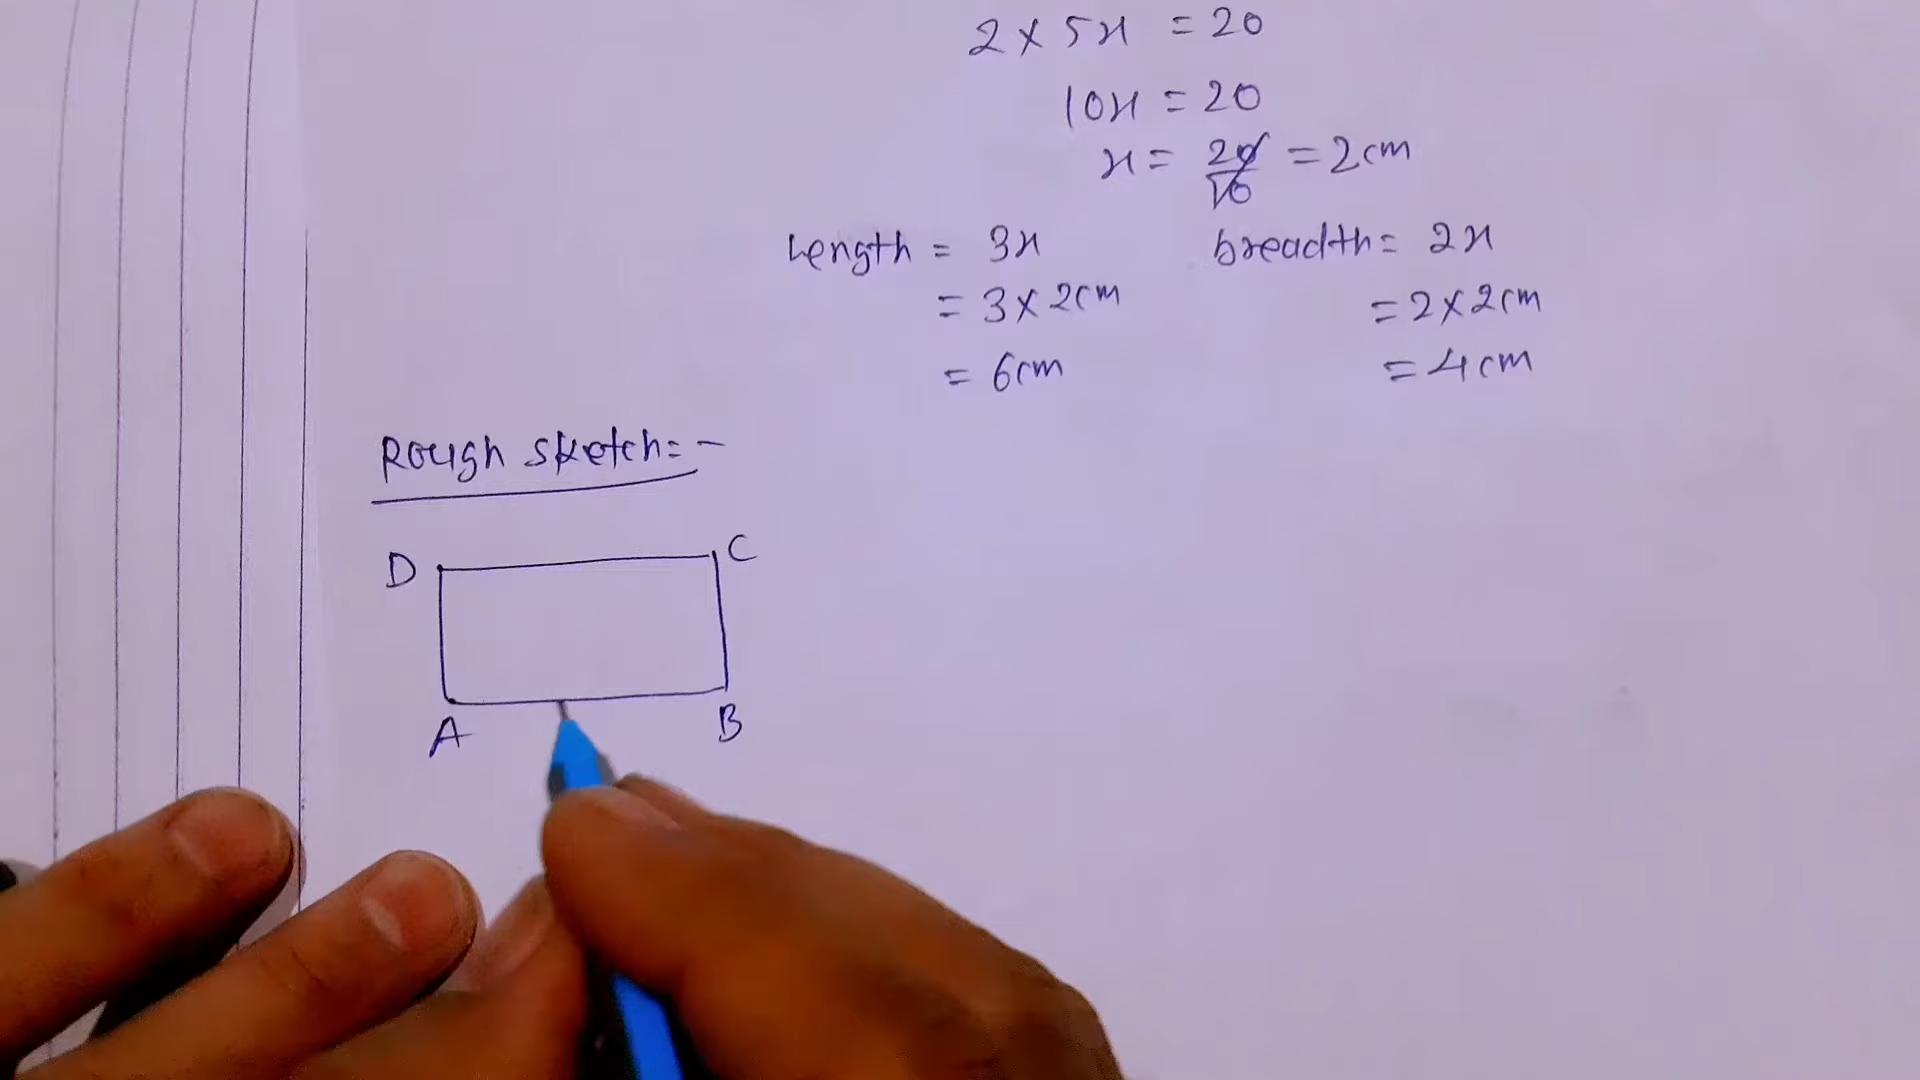 2 × 5x = 20
10x = 20
x = 20/10 = 2cm
Length = 3x
breadth = 2x
= 3 × 2cm
= 2 × 2cm
= 6cm
= 4cm
Rough sketch=-
D
C
A
B